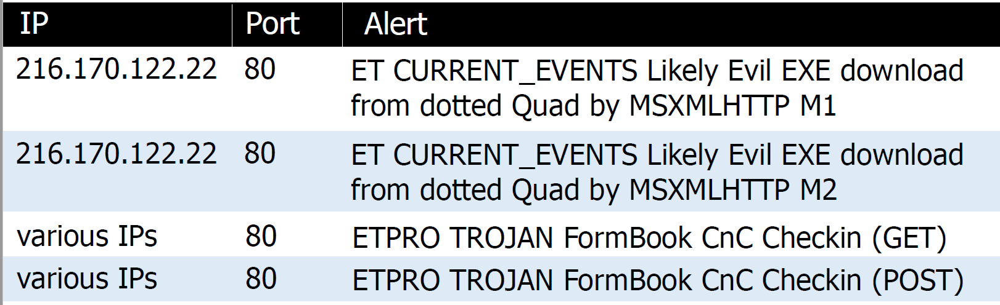 IP Port Alert
216.170.122.22 80 ET CURRENT_EVENTS Likely Evil EXE download
from dotted Quad by MSXMLHTTP M1
216.170.122.22 80 ET CURRENT_EVENTS Likely Evil EXE download
from dotted Quad by MSXMLHTTP M2
various IPs 80 ETPRO TROJAN FormBook CnC Checkin (GET)
various IPs 80 ETPRO TROJAN FormBook CnC Checkin (POST)